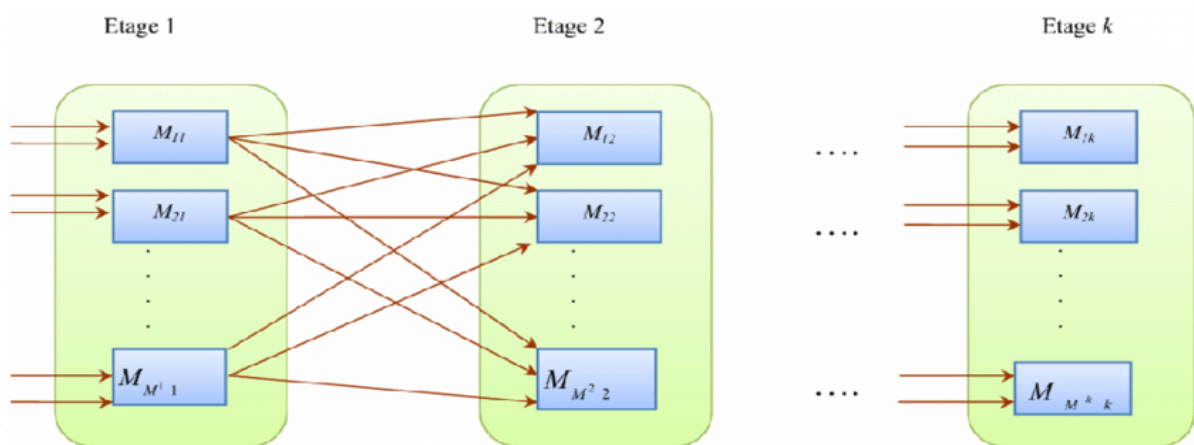 Etage 1 Etage 2 Etage k
M11 M12 .... M1k
M21 M22 .... M2k
MM¹ 1 MM² 2 .... MMᵏ k